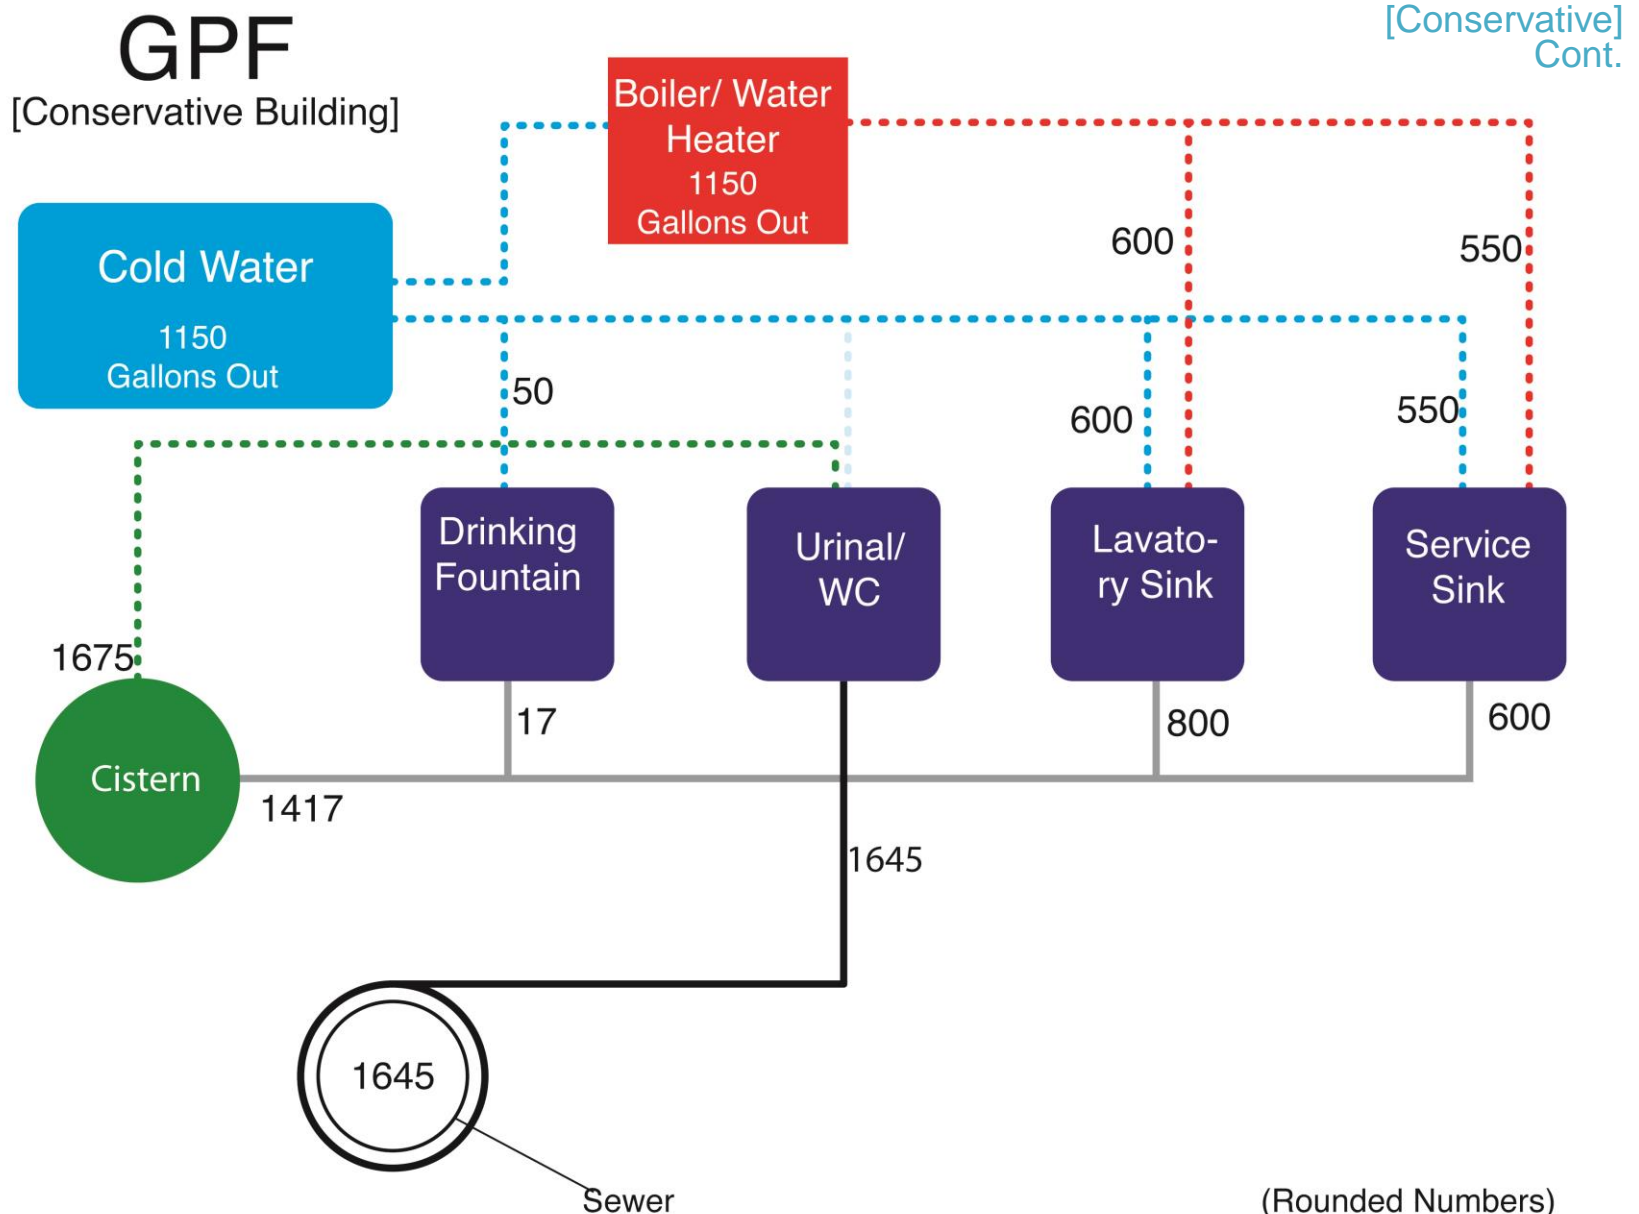 GPF
[Conservative Building]
[Conservative]
Cont.
Boiler/ Water
Heater
1150
Gallons Out
Cold Water
1150
Gallons Out
600
550
50
600
550
Drinking
Fountain
Urinal/
WC
Lavato-
ry Sink
Service
Sink
1675
17
800
600
Cistern
1417
1645
1645
Sewer
(Rounded Numbers)